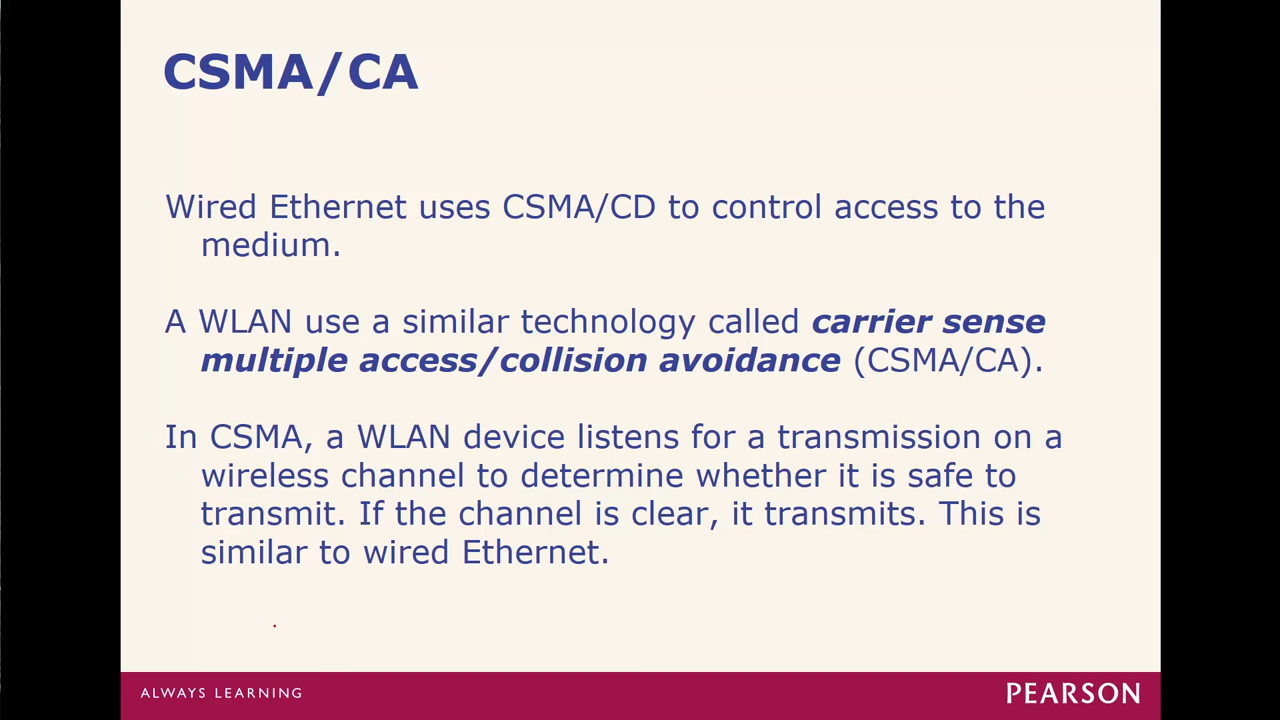 CSMA/CA
Wired Ethernet uses CSMA/CD to control access to the
medium.
A WLAN use a similar technology called carrier sense
multiple access/collision avoidance (CSMA/CA).
In CSMA, a WLAN device listens for a transmission on a
wireless channel to determine whether it is safe to
transmit. If the channel is clear, it transmits. This is
similar to wired Ethernet.
ALWAYS LEARNING
PEARSON